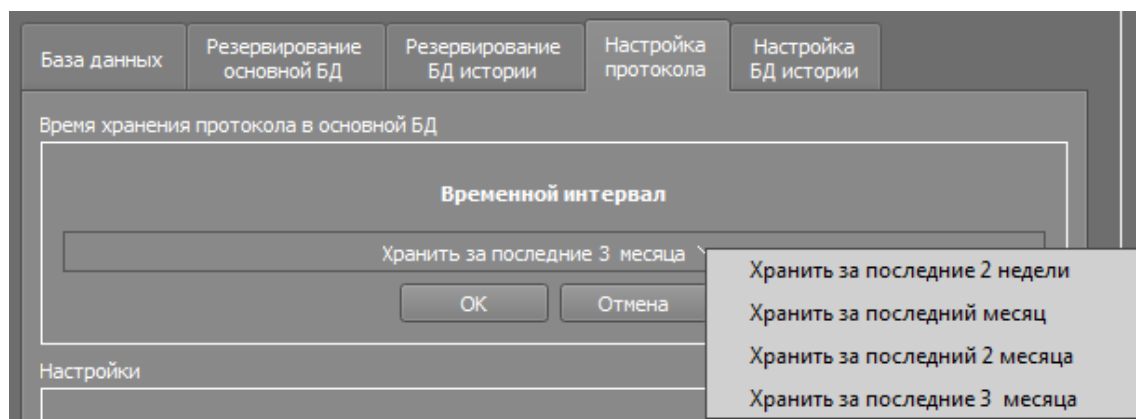 База данных
Резервирование
основной БД
Резервирование
БД истории
Настройка
протокола
Настройка
БД истории
Время хранения протокола в основной БД
Временной интервал
Хранить за последние 3  месяца
ОК
Отмена
Хранить за последние 2 недели
Хранить за последний месяц
Хранить за последний 2 месяца
Хранить за последние 3  месяца
Настройки